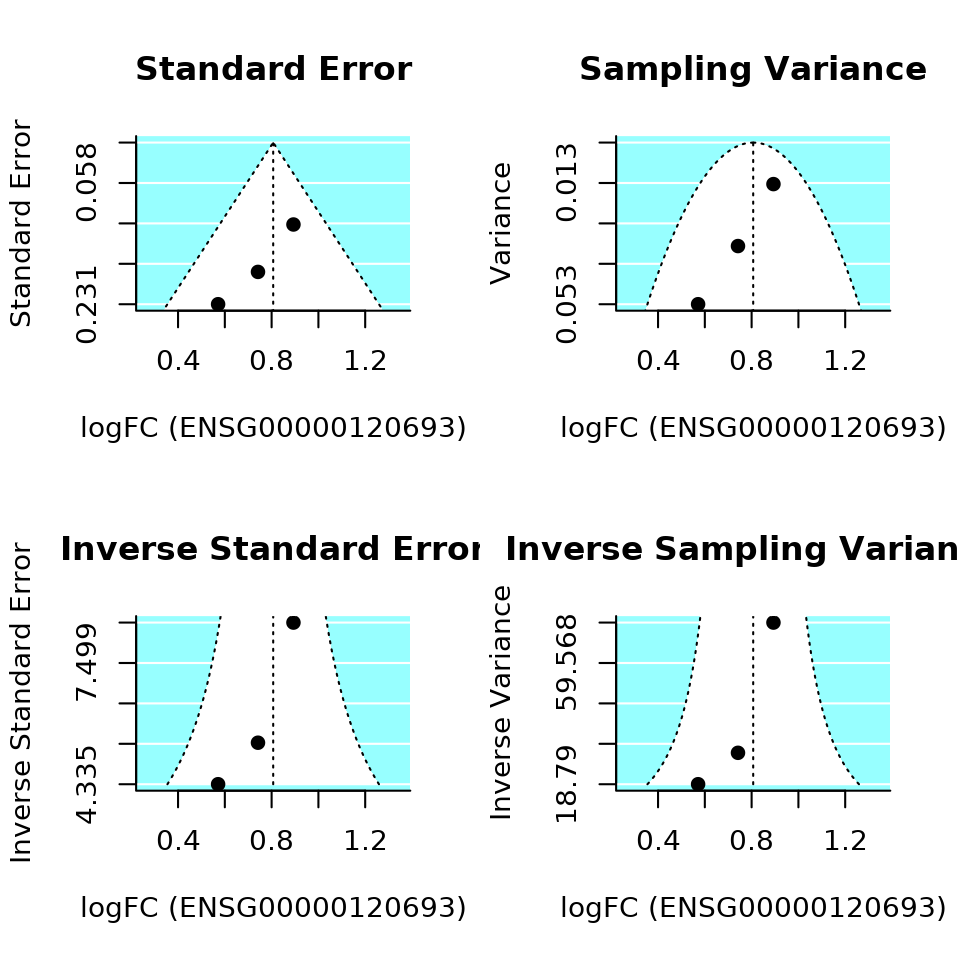 Standard Error
Standard Error
0.058
0.231
0.4 0.8 1.2
logFC (ENSG00000120693)
Sampling Variance
Variance
0.013
0.053
0.4 0.8 1.2
logFC (ENSG00000120693)
Inverse Standard Error
Inverse Standard Error
7.499
4.335
0.4 0.8 1.2
logFC (ENSG00000120693)
Inverse Sampling Varian
Inverse Variance
59.568
18.79
0.4 0.8 1.2
logFC (ENSG00000120693)